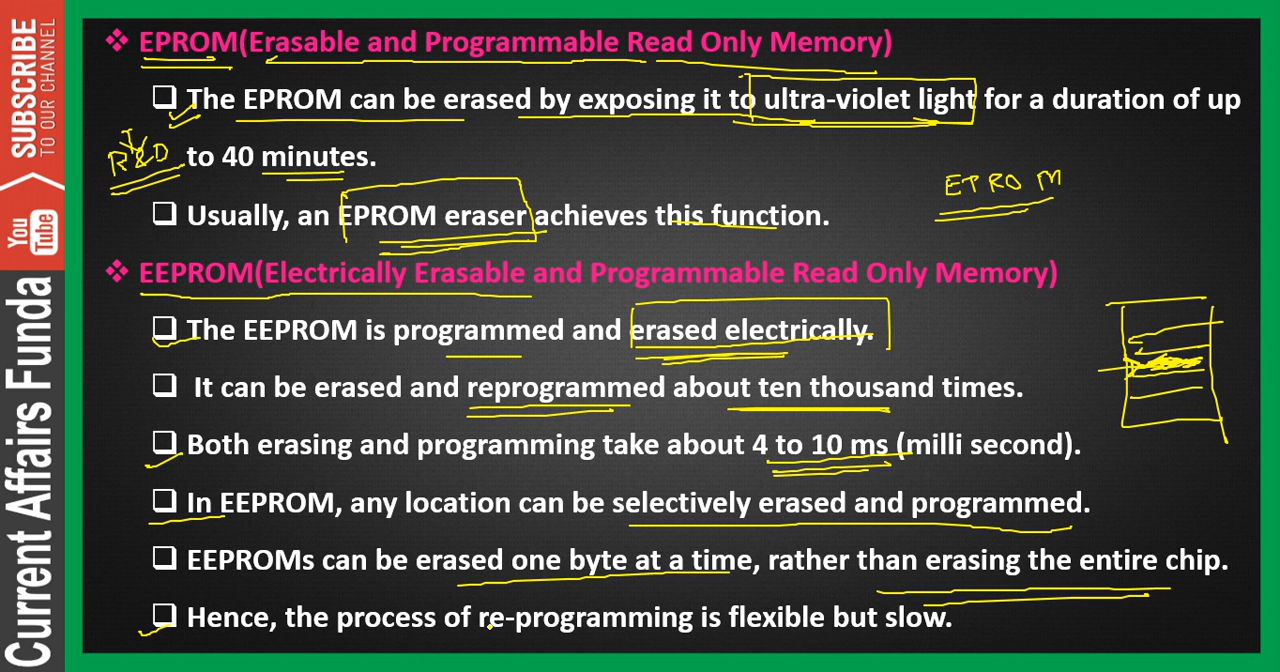 SUBSCRIBE
TO OUR CHANNEL
You
Tube
Current Affairs Funda
❖ EPROM(Erasable and Programmable Read Only Memory)
❑ The EPROM can be erased by exposing it to ultra-violet light for a duration of up
R&D
to 40 minutes.
EPROM
❑ Usually, an EPROM eraser achieves this function.
❖ EEPROM(Electrically Erasable and Programmable Read Only Memory)
❑ The EEPROM is programmed and erased electrically.
❑ It can be erased and reprogrammed about ten thousand times.
❑ Both erasing and programming take about 4 to 10 ms (milli second).
❑ In EEPROM, any location can be selectively erased and programmed.
❑ EEPROMs can be erased one byte at a time, rather than erasing the entire chip.
❑ Hence, the process of re-programming is flexible but slow.